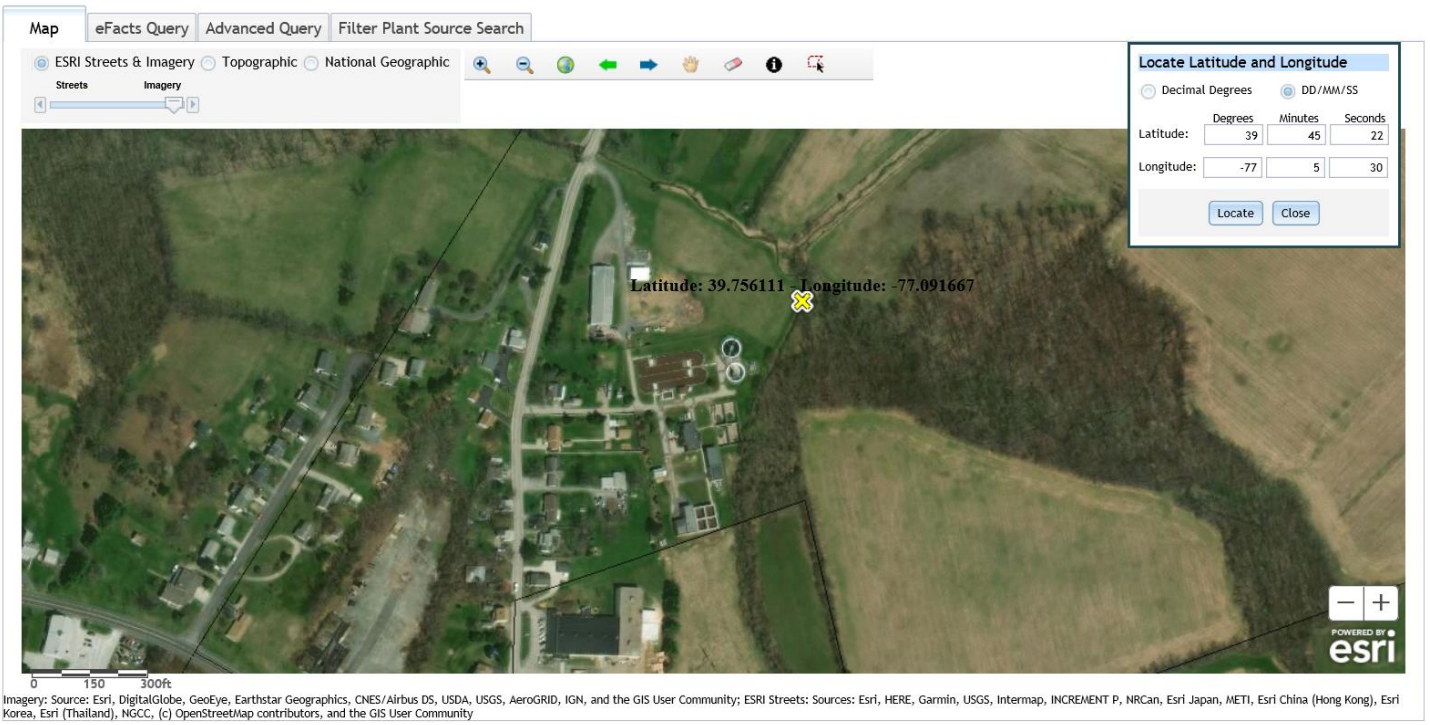 Map eFacts Query Advanced Query Filter Plant Source Search
ESRI Streets & Imagery Topographic National Geographic
Streets Imagery
Locate Latitude and Longitude
Decimal Degrees DD/MM/SS
Degrees Minutes Seconds
Latitude: 39 45 22
Longitude: -77 5 30
Locate Close
Latitude: 39.756111 - Longitude: -77.091667
− +
POWERED BY
esri
0 150 300ft
Imagery: Source: Esri, DigitalGlobe, GeoEye, Earthstar Geographics, CNES/Airbus DS, USDA, USGS, AeroGRID, IGN, and the GIS User Community; ESRI Streets: Sources: Esri, HERE, Garmin, USGS, Intermap, INCREMENT P, NRCan, Esri Japan, METI, Esri China (Hong Kong), Esri
Korea, Esri (Thailand), NGCC, (c) OpenStreetMap contributors, and the GIS User Community